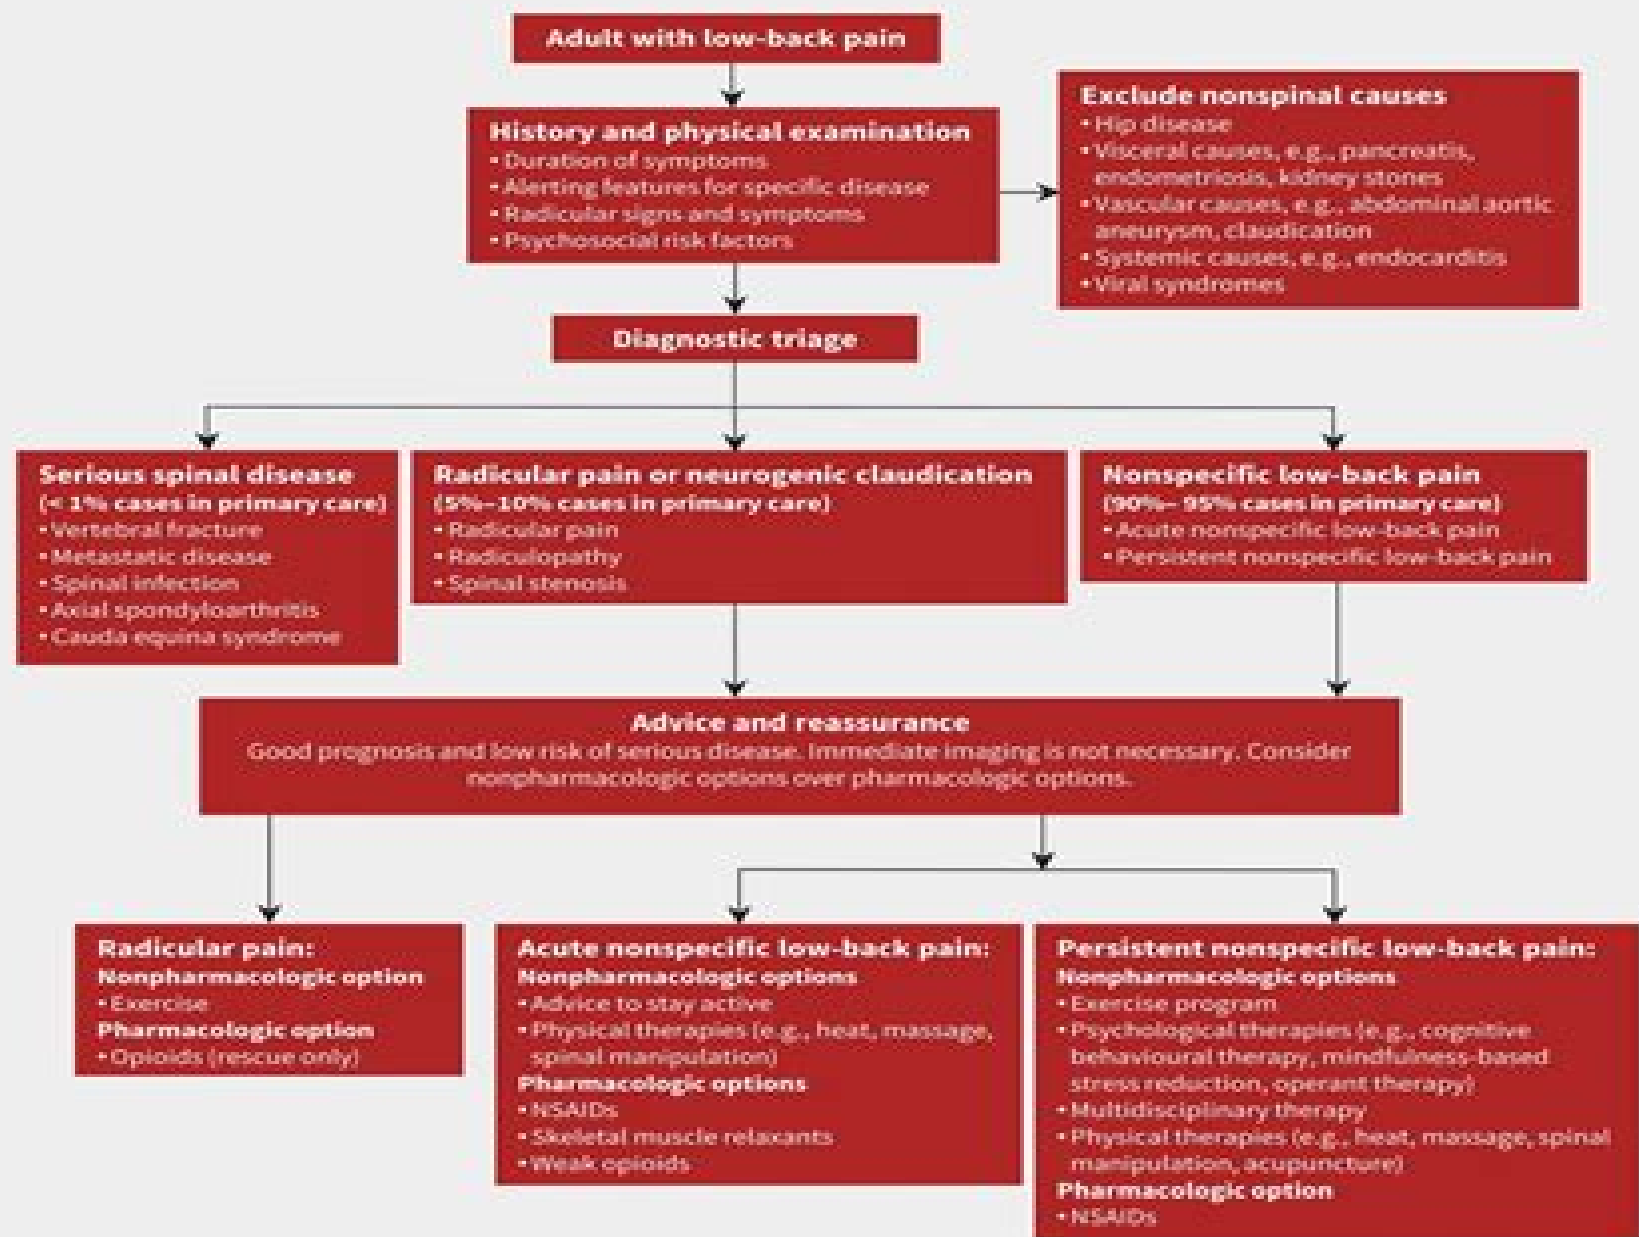 Adult with low-back pain
History and physical examination
• Duration of symptoms
• Alerting features for specific disease
• Radicular signs and symptoms
• Psychosocial risk factors
Exclude nonspinal causes
• Hip disease
• Visceral causes, e.g., pancreatis,
endometriosis, kidney stones
• Vascular causes, e.g., abdominal aortic
aneurysm, claudication
• Systemic causes, e.g., endocarditis
• Viral syndromes
Diagnostic triage
Serious spinal disease
(< 1% cases in primary care)
• Vertebral fracture
• Metastatic disease
• Spinal infection
• Axial spondyloarthritis
• Cauda equina syndrome
Radicular pain or neurogenic claudication
(5%–10% cases in primary care)
• Radicular pain
• Radiculopathy
• Spinal stenosis
Nonspecific low-back pain
(90%– 95% cases in primary care)
• Acute nonspecific low-back pain
• Persistent nonspecific low-back pain
Advice and reassurance
Good prognosis and low risk of serious disease. Immediate imaging is not necessary. Consider
nonpharmacologic options over pharmacologic options.
Radicular pain:
Nonpharmacologic option
• Exercise
Pharmacologic option
• Opioids (rescue only)
Acute nonspecific low-back pain:
Nonpharmacologic options
• Advice to stay active
• Physical therapies (e.g., heat, massage,
spinal manipulation)
Pharmacologic options
• NSAIDs
• Skeletal muscle relaxants
• Weak opioids
Persistent nonspecific low-back pain:
Nonpharmacologic options
• Exercise program
• Psychological therapies (e.g., cognitive
behavioural therapy, mindfulness-based
stress reduction, operant therapy)
• Multidisciplinary therapy
• Physical therapies (e.g., heat, massage, spinal
manipulation, acupuncture)
Pharmacologic option
• NSAIDs